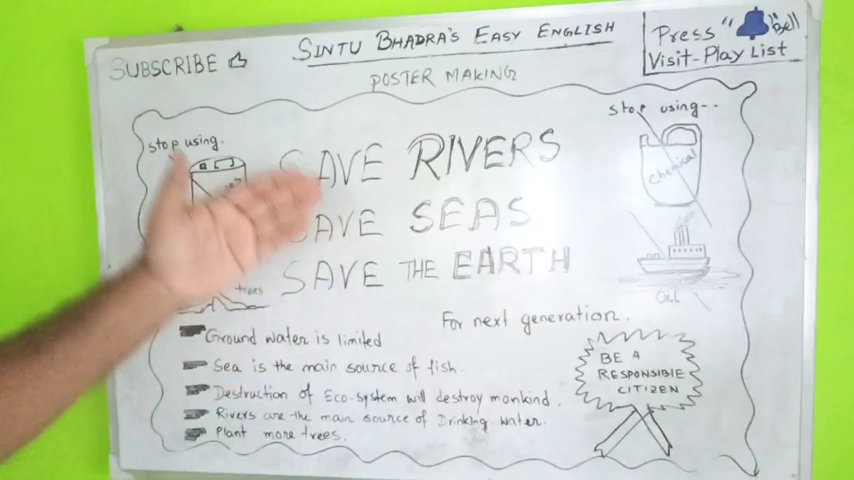 SUBSCRIBE
SINTU BHADRA'S EASY ENGLISH
Press "Bell
Visit-Play List
POSTER MAKING
stop using.
stop using--
SAVE RIVERS
Chemical
SAVE SEAS
SAVE THE EARTH
trees
OIL
For next generation.
Ground water is limited
Sea is the main source of fish.
Destruction of Eco-system will destroy mankind.
Rivers are the main source of Drinking water.
Plant more trees.
BE A
RESPONSIBLE
CITIZEN